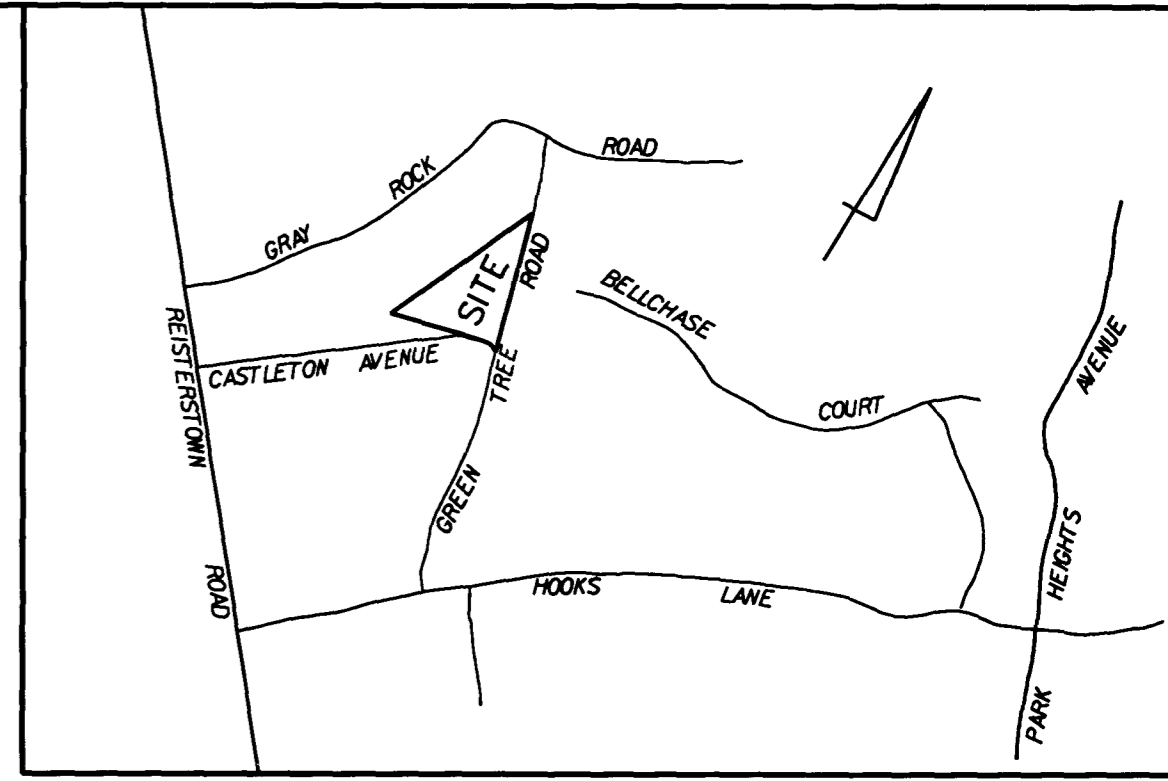 GRAY ROCK ROAD
SITE
GREEN TREE ROAD
BELLCHASE COURT
REISTERSTOWN ROAD
CASTLETON AVENUE
HOOKS LANE
PARK HEIGHTS AVENUE